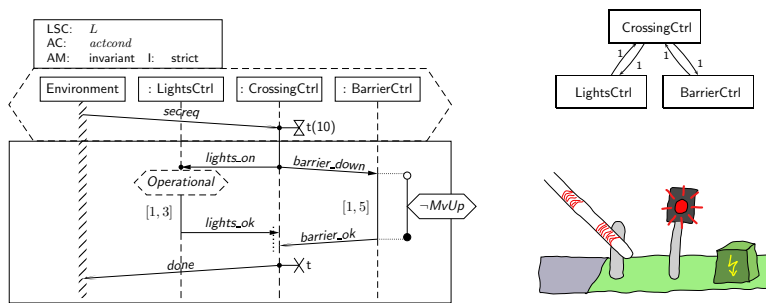 LSC: L
AC: actcond
AM: invariant I: strict
Environment
: LightsCtrl
: CrossingCtrl
: BarrierCtrl
secreq
t(10)
lights_on
barrier_down
Operational
¬MvUp
[1, 3]
[1, 5]
lights_ok
barrier_ok
done
t
CrossingCtrl
1
1
1
1
LightsCtrl
BarrierCtrl